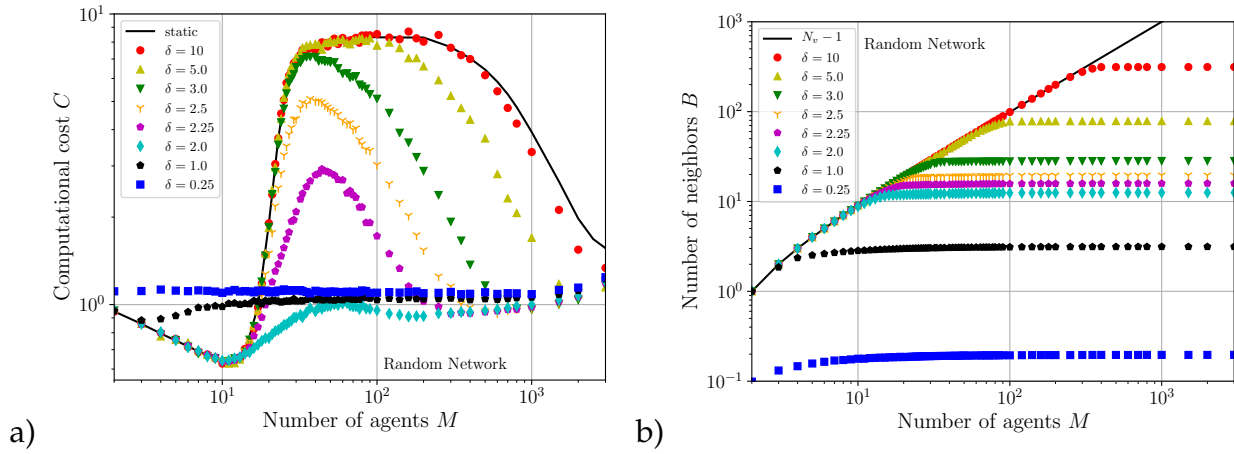 10^1
static
δ = 10
δ = 5.0
δ = 3.0
δ = 2.5
δ = 2.25
δ = 2.0
δ = 1.0
δ = 0.25
Computational cost C
10^0
Random Network
10^1
10^2
10^3
Number of agents M
a)
10^3
N_v − 1
Random Network
δ = 10
δ = 5.0
δ = 3.0
δ = 2.5
δ = 2.25
δ = 2.0
δ = 1.0
δ = 0.25
Number of neighbors B
10^2
10^1
10^0
10^−1
10^1
10^2
10^3
Number of agents M
b)